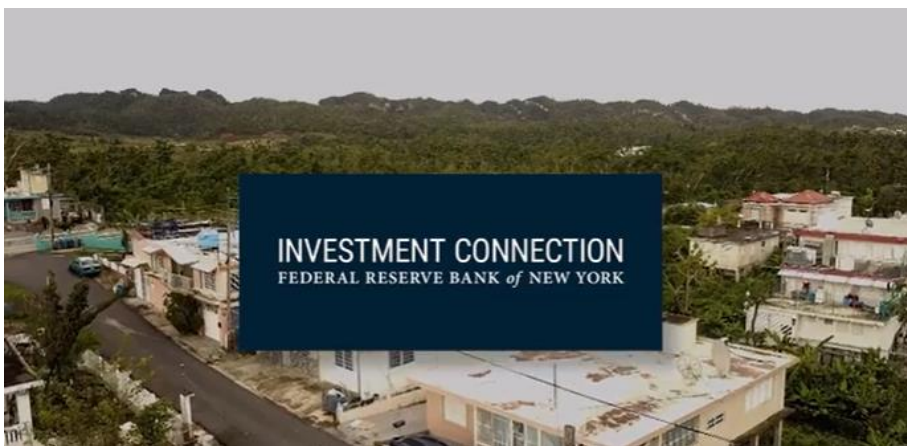 INVESTMENT CONNECTION
FEDERAL RESERVE BANK of NEW YORK